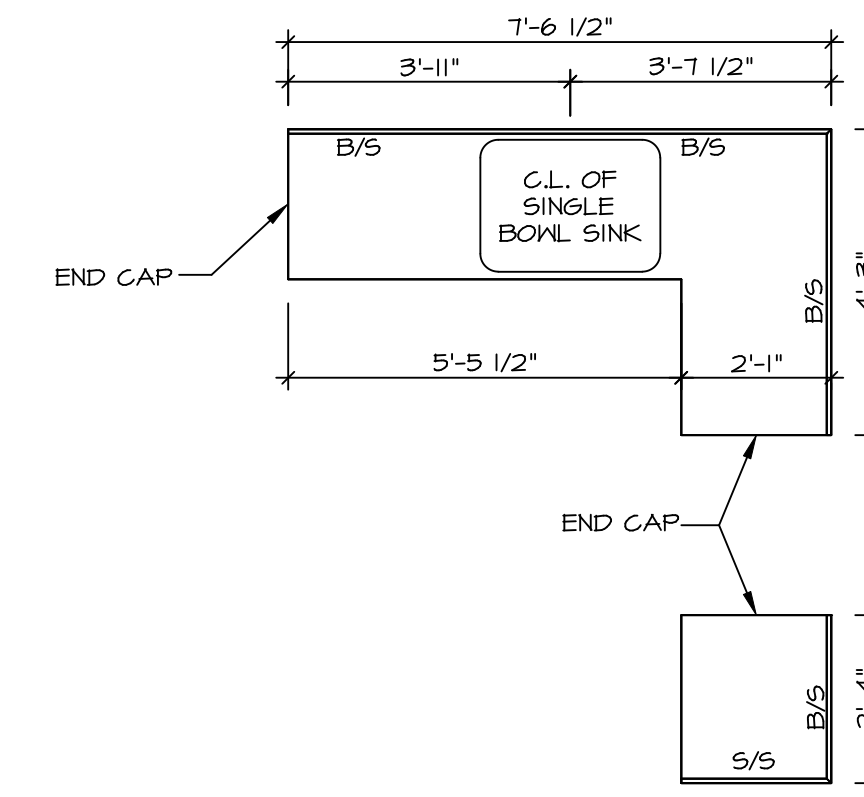 7'-6 1/2"
3'-11"
3'-7 1/2"
B/S
B/S
C.L. OF
SINGLE
BOWL SINK
END CAP
B/S
5'-5 1/2"
2'-1"
END CAP
B/S
S/S